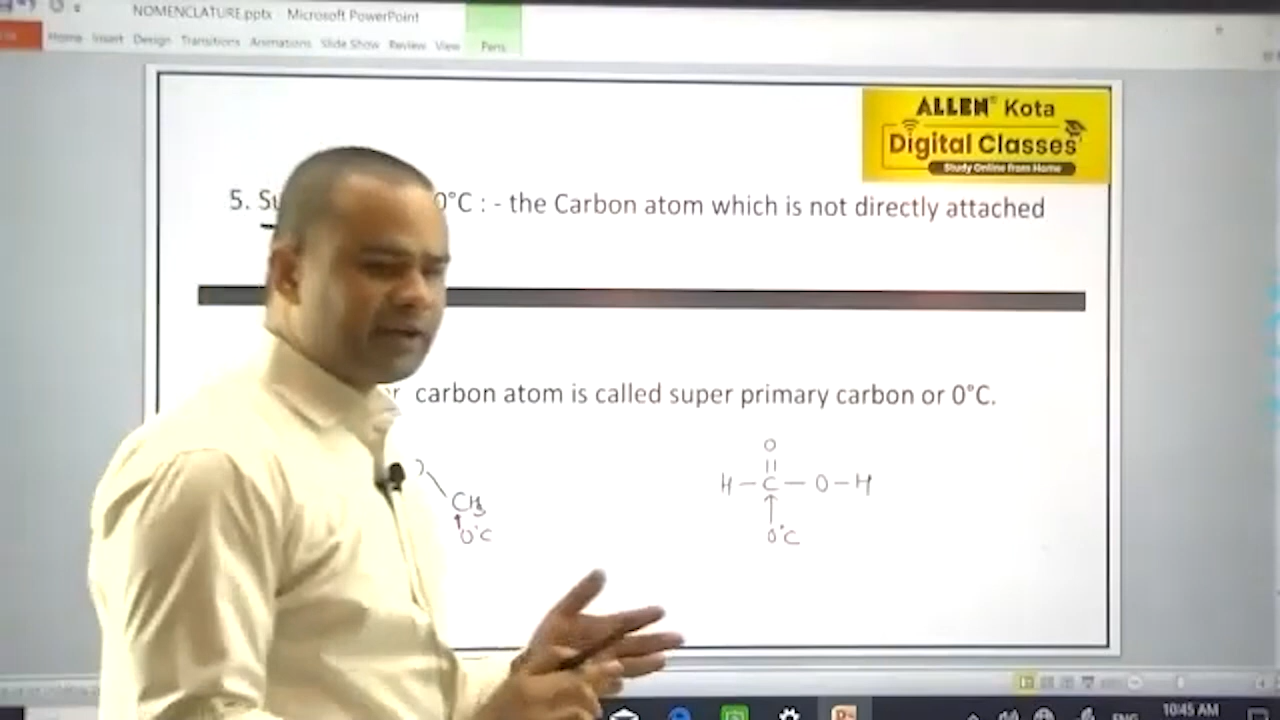 NOMENCLATURE.pptx Microsoft PowerPoint
Home Insert Design Transitions Animations Slide Show Review View Pens
ALLEN® Kota
Digital Classes
Study Online from Home
5. Su 0°C : - the Carbon atom which is not directly attached
carbon atom is called super primary carbon or 0°C.
O
H – C – O – H
CH3
0°C
0°C
10:45 AM
ENG